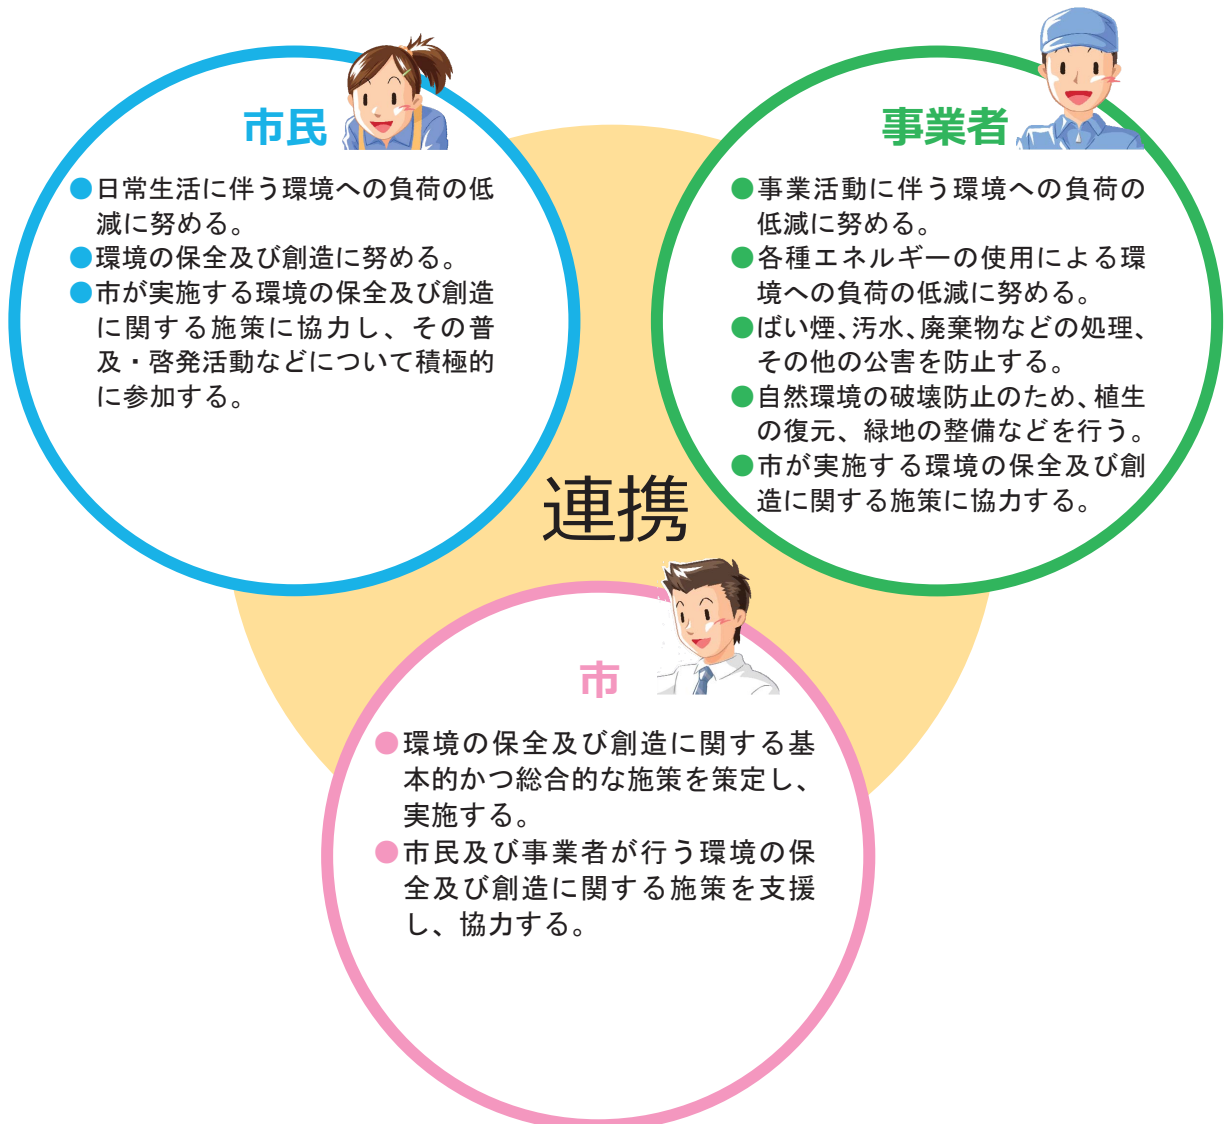 市民
●日常生活に伴う環境への負荷の低
減に努める。
●環境の保全及び創造に努める。
●市が実施する環境の保全及び創造
に関する施策に協力し、その普
及・啓発活動などについて積極的
に参加する。
事業者
●事業活動に伴う環境への負荷の
低減に努める。
●各種エネルギーの使用による環
境への負荷の低減に努める。
●ばい煙、汚水、廃棄物などの処理、
その他の公害を防止する。
●自然環境の破壊防止のため、植生
の復元、緑地の整備などを行う。
●市が実施する環境の保全及び創
造に関する施策に協力する。
連携
市
●環境の保全及び創造に関する基
本的かつ総合的な施策を策定し、
実施する。
●市民及び事業者が行う環境の保
全及び創造に関する施策を支援
し、協力する。